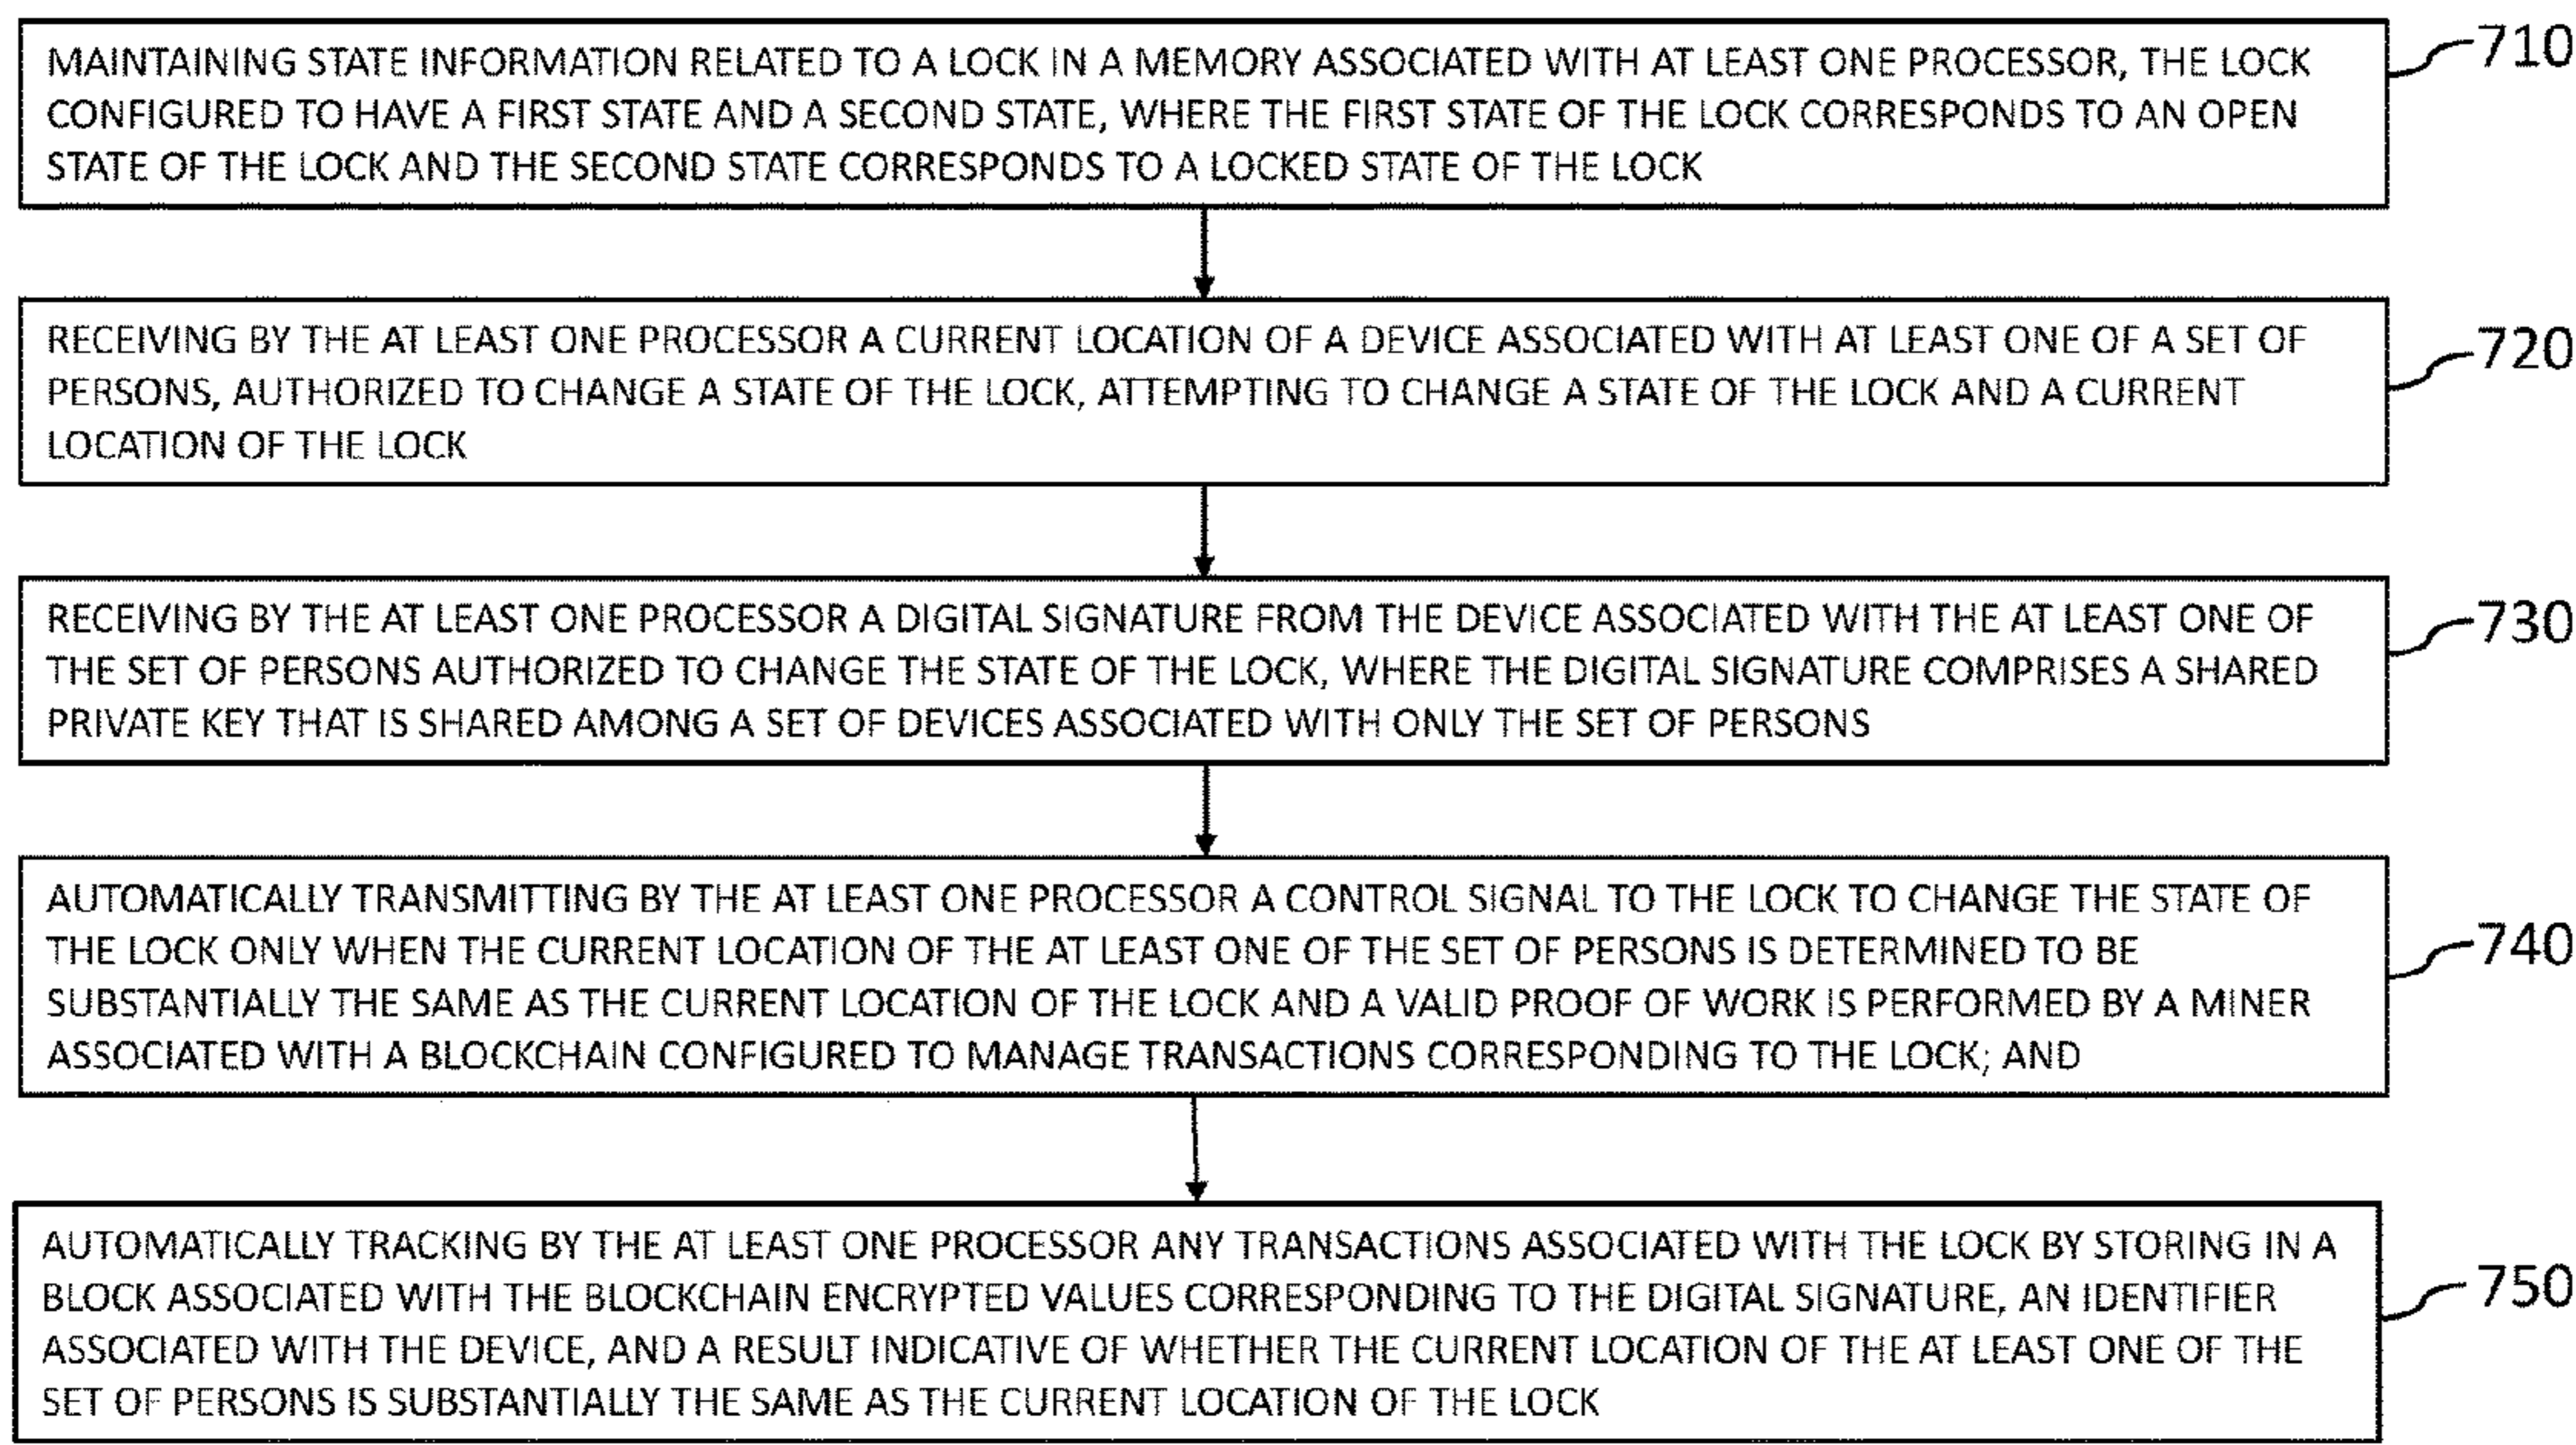 MAINTAINING STATE INFORMATION RELATED TO A LOCK IN A MEMORY ASSOCIATED WITH AT LEAST ONE PROCESSOR, THE LOCK
CONFIGURED TO HAVE A FIRST STATE AND A SECOND STATE, WHERE THE FIRST STATE OF THE LOCK CORRESPONDS TO AN OPEN
STATE OF THE LOCK AND THE SECOND STATE CORRESPONDS TO A LOCKED STATE OF THE LOCK
710
RECEIVING BY THE AT LEAST ONE PROCESSOR A CURRENT LOCATION OF A DEVICE ASSOCIATED WITH AT LEAST ONE OF A SET OF
PERSONS, AUTHORIZED TO CHANGE A STATE OF THE LOCK, ATTEMPTING TO CHANGE A STATE OF THE LOCK AND A CURRENT
LOCATION OF THE LOCK
720
RECEIVING BY THE AT LEAST ONE PROCESSOR A DIGITAL SIGNATURE FROM THE DEVICE ASSOCIATED WITH THE AT LEAST ONE OF
THE SET OF PERSONS AUTHORIZED TO CHANGE THE STATE OF THE LOCK, WHERE THE DIGITAL SIGNATURE COMPRISES A SHARED
PRIVATE KEY THAT IS SHARED AMONG A SET OF DEVICES ASSOCIATED WITH ONLY THE SET OF PERSONS
730
AUTOMATICALLY TRANSMITTING BY THE AT LEAST ONE PROCESSOR A CONTROL SIGNAL TO THE LOCK TO CHANGE THE STATE OF
THE LOCK ONLY WHEN THE CURRENT LOCATION OF THE AT LEAST ONE OF THE SET OF PERSONS IS DETERMINED TO BE
SUBSTANTIALLY THE SAME AS THE CURRENT LOCATION OF THE LOCK AND A VALID PROOF OF WORK IS PERFORMED BY A MINER
ASSOCIATED WITH A BLOCKCHAIN CONFIGURED TO MANAGE TRANSACTIONS CORRESPONDING TO THE LOCK; AND
740
AUTOMATICALLY TRACKING BY THE AT LEAST ONE PROCESSOR ANY TRANSACTIONS ASSOCIATED WITH THE LOCK BY STORING IN A
BLOCK ASSOCIATED WITH THE BLOCKCHAIN ENCRYPTED VALUES CORRESPONDING TO THE DIGITAL SIGNATURE, AN IDENTIFIER
ASSOCIATED WITH THE DEVICE, AND A RESULT INDICATIVE OF WHETHER THE CURRENT LOCATION OF THE AT LEAST ONE OF THE
SET OF PERSONS IS SUBSTANTIALLY THE SAME AS THE CURRENT LOCATION OF THE LOCK
750